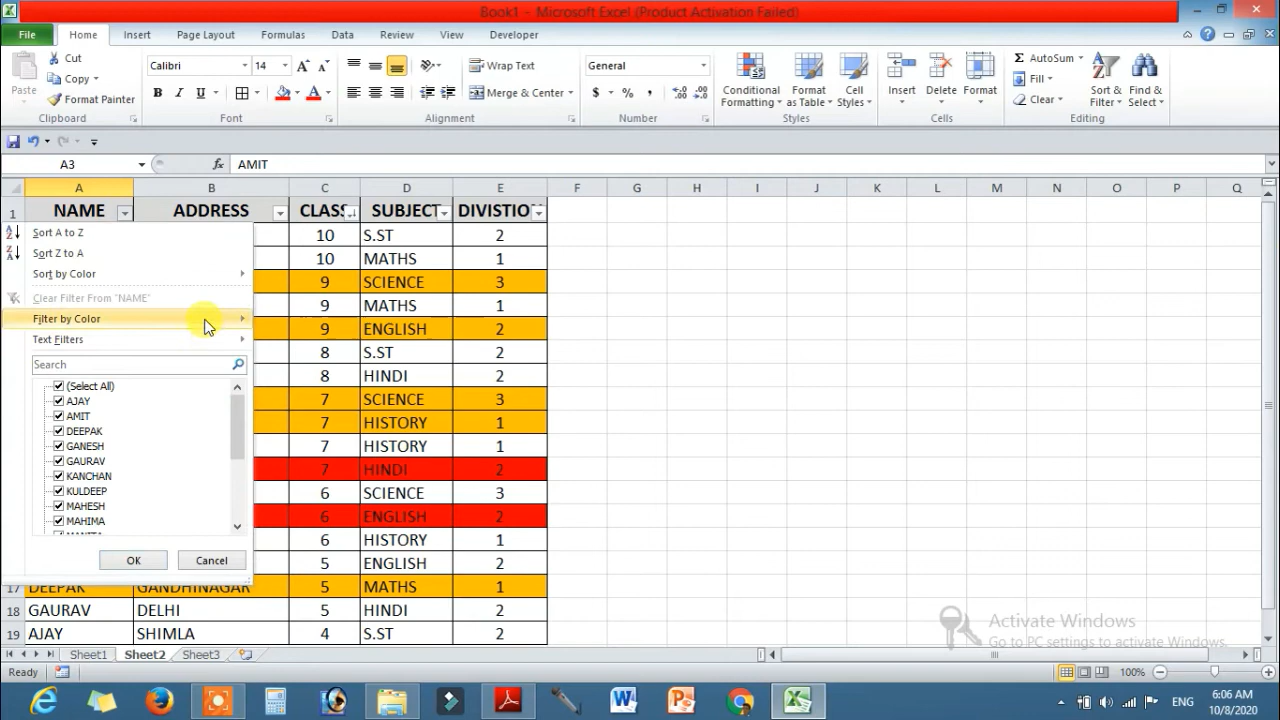 Book1 - Microsoft Excel (Product Activation Failed)
File Home Insert Page Layout Formulas Data Review View Developer
Paste
Cut
Copy
Format Painter
Clipboard
Calibri 14
B I U
Font
Wrap Text
Merge & Center
Alignment
General
$ % ,
Number
Conditional Formatting
Format as Table
Cell Styles
Styles
Insert Delete Format
Cells
AutoSum
Fill
Clear
Sort & Filter
Find & Select
Editing
A3 fx AMIT
A B C D E F G H I J K L M N O P Q
1 NAME ADDRESS CLASS SUBJECT DIVISTION
10 S.ST 2
10 MATHS 1
9 SCIENCE 3
9 MATHS 1
9 ENGLISH 2
8 S.ST 2
8 HINDI 2
7 SCIENCE 3
7 HISTORY 1
7 HISTORY 1
7 HINDI 2
6 SCIENCE 3
6 ENGLISH 2
6 HISTORY 1
5 ENGLISH 2
17 DEEPAK GANDHINAGAR 5 MATHS 1
18 GAURAV DELHI 5 HINDI 2
19 AJAY SHIMLA 4 S.ST 2
Sort A to Z
Sort Z to A
Sort by Color
Clear Filter From "NAME"
Filter by Color
Text Filters
Search
(Select All)
AJAY
AMIT
DEEPAK
GANESH
GAURAV
KANCHAN
KULDEEP
MAHESH
MAHIMA
OK Cancel
Activate Windows
Go to PC settings to activate Windows.
Sheet1 Sheet2 Sheet3
Ready 100%
ENG
6:06 AM
10/8/2020